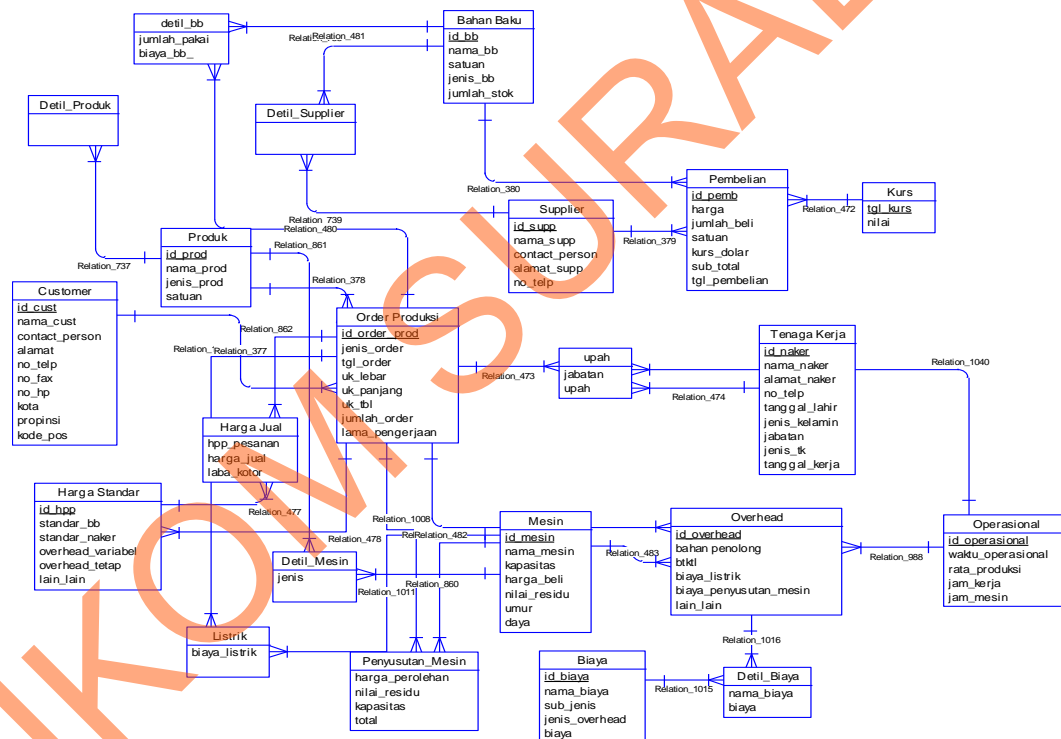 detil_bb
jumlah_pakai
biaya_bb_
Bahan Baku
id_bb
nama_bb
satuan
jenis_bb
jumlah_stok
Relation_481
Detil_Produk
Detil_Supplier
Relation_380
Pembelian
id_pemb
harga
jumlah_beli
satuan
kurs_dolar
sub_total
tgl_pembelian
Kurs
tgl_kurs
nilai
Relation_472
Supplier
id_supp
nama_supp
contact_person
alamat_supp
no_telp
Relation_379
Relation_739
Relation_480
Produk
id_prod
nama_prod
jenis_prod
satuan
Relation_861
Relation_737
Relation_378
Customer
id_cust
nama_cust
contact_person
alamat
no_telp
no_fax
no_hp
kota
propinsi
kode_pos
Relation_862
Relation_377
Order Produksi
id_order_prod
jenis_order
tgl_order
uk_lebar
uk_panjang
uk_tbl
jumlah_order
lama_pengerjaan
Relation_473
upah
jabatan
upah
Relation_474
Tenaga Kerja
id_naker
nama_naker
alamat_naker
no_telp
tanggal_lahir
jenis_kelamin
jabatan
jenis_tk
tanggal_kerja
Relation_1040
Harga Jual
hpp_pesanan
harga_jual
laba_kotor
Harga Standar
id_hpp
standar_bb
standar_naker
overhead_variabel
overhead_tetap
lain_lain
Relation_477
Relation_478
Relation_1008
Relation_482
Mesin
id_mesin
nama_mesin
kapasitas
harga_beli
nilai_residu
umur
daya
Relation_483
Overhead
id_overhead
bahan penolong
btktl
biaya_listrik
biaya_penyusutan_mesin
lain_lain
Relation_988
Operasional
id_operasional
waktu_operasional
rata_produksi
jam_kerja
jam_mesin
Detil_Mesin
jenis
Relation_860
Relation_1011
Listrik
biaya_listrik
Penyusutan_Mesin
harga_perolehan
nilai_residu
kapasitas
total
Relation_1016
Biaya
id_biaya
nama_biaya
sub_jenis
jenis_overhead
biaya
Relation_1015
Detil_Biaya
nama_biaya
biaya
IKOM SURA